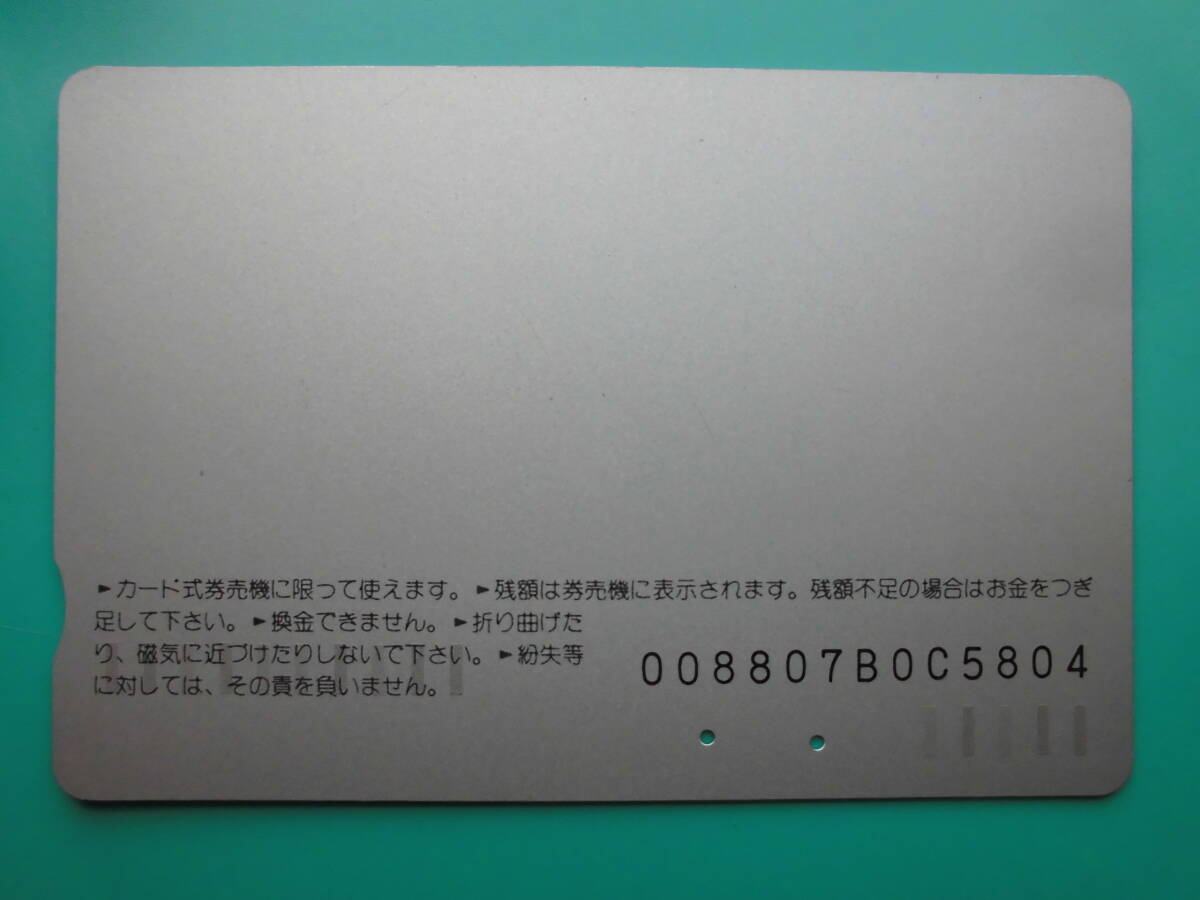 ►カード式券売機に限って使えます。►残額は券売機に表示されます。残額不足の場合はお金をつぎ
足して下さい。►換金できません。►折り曲げた
り、磁気に近づけたりしないで下さい。►紛失等
に対しては、その責を負いません。
008807B0C5804